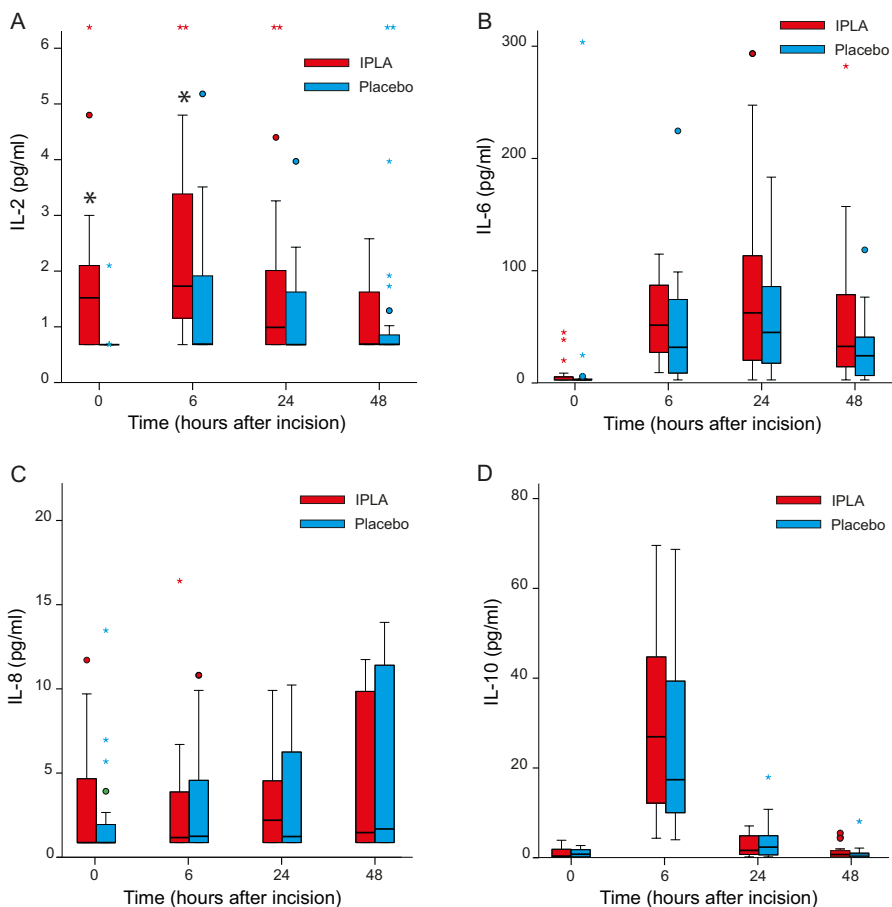 A
IL-2 (pg/ml)
6
5
4
3
2
1
0
* ** ** **
IPLA
Placebo
* *
0 6 24 48
Time (hours after incision)
B
IL-6 (pg/ml)
300
200
100
0
IPLA
Placebo
0 6 24 48
Time (hours after incision)
C
IL-8 (pg/ml)
20
15
10
5
0
IPLA
Placebo
0 6 24 48
Time (hours after incision)
D
IL-10 (pg/ml)
80
60
40
20
0
IPLA
Placebo
0 6 24 48
Time (hours after incision)